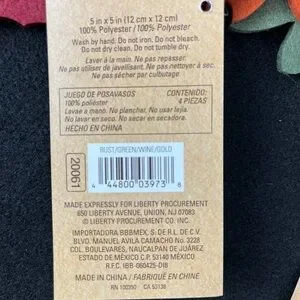 5 in x 5 in (12 cm x 12 cm)
100% Polyester / 100% Polyester
Wash by hand. Do not iron. Do not bleach.
Do not dry clean. Do not tumble dry.
Laver à la main. Ne pas repasser.
Ne pas utiliser de javellisant. Ne pas nettoyer à sec.
Ne pas sécher par culbutage
JUEGO DE POSAVASOS
CONTENIDO:
100% poliéster
4 PIEZAS
Lavar a mano. No planchar. No usar lejía.
No lavar en seco. No secar en secadora.
HECHO EN CHINA
20061
RUST/GREEN/WINE/GOLD
4 44800 03973 8
MADE EXPRESSLY FOR LIBERTY PROCUREMENT
650 LIBERTY AVENUE, UNION, NJ 07083
© LIBERTY PROCUREMENT
IMPORTADORA BBBMEX, S. DE R.L. DE C.V.
BLVD. MANUEL AVILA CAMACHO No. 3228
COL. BOULEVARES, NAUCALPAN DE JUÁREZ
ESTADO DE MÉXICO C.P. 53140 MÉXICO
R.F.C. IBB-060425-DI8
MADE IN CHINA / FABRIQUÉ EN CHINE
RN 100350
CA 53138